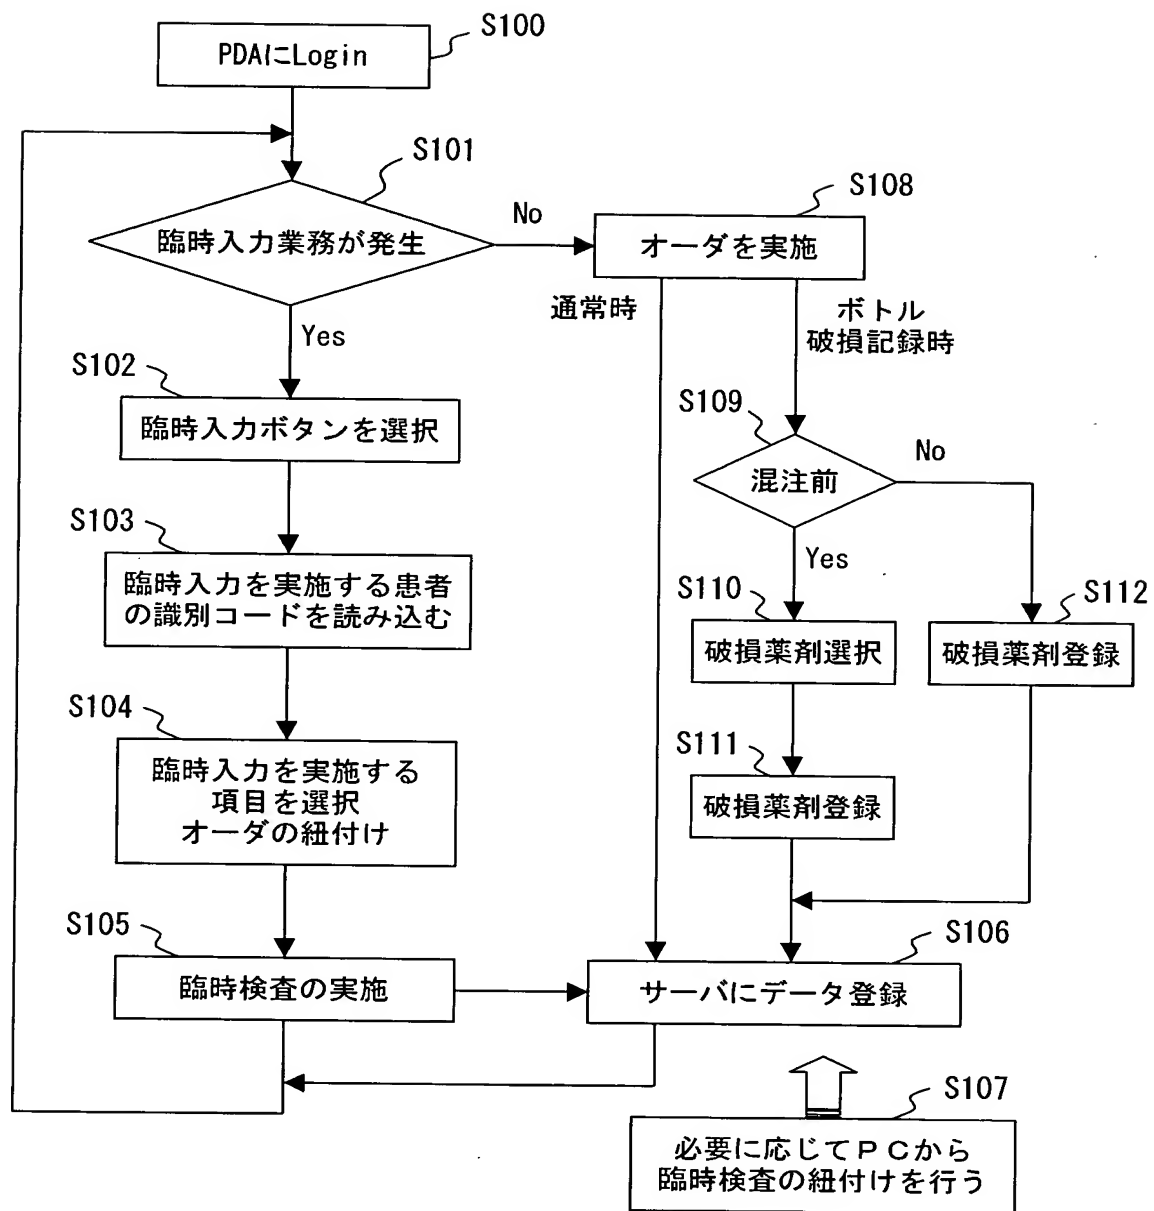 S100
PDAにLogin
S101
臨時入力業務が発生
No
S108
オーダを実施
通常時
ボトル
破損記録時
Yes
S102
臨時入力ボタンを選択
S109
混注前
No
Yes
S103
臨時入力を実施する患者
の識別コードを読み込む
S110
破損薬剤選択
S112
破損薬剤登録
S104
臨時入力を実施する
項目を選択
オーダの紐付け
S111
破損薬剤登録
S105
臨時検査の実施
S106
サーバにデータ登録
S107
必要に応じてPCから
臨時検査の紐付けを行う